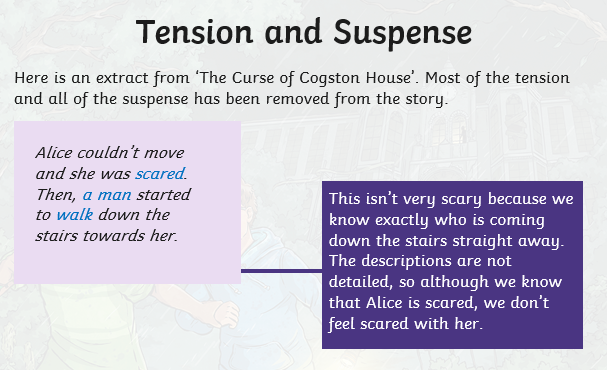 Tension and Suspense
Here is an extract from ‘The Curse of Cogston House’. Most of the tension
and all of the suspense has been removed from the story.
Alice couldn’t move
and she was scared.
Then, a man started
to walk down the
stairs towards her.
This isn’t very scary because we
know exactly who is coming
down the stairs straight away.
The descriptions are not
detailed, so although we know
that Alice is scared, we don’t
feel scared with her.